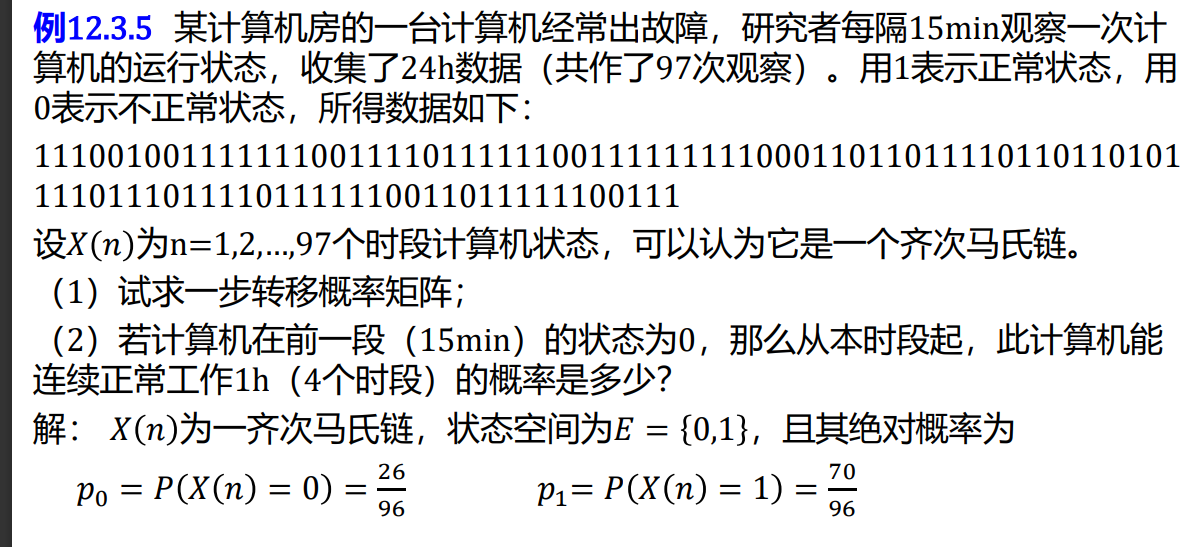 例12.3.5 某计算机房的一台计算机经常出故障，研究者每隔15min观察一次计
算机的运行状态，收集了24h数据（共作了97次观察）。用1表示正常状态，用
0表示不正常状态，所得数据如下：
11100100111111100111101111110011111111100011011011110110110101
11101110111101111110011011111100111
设X(n)为n=1,2,…,97个时段计算机状态，可以认为它是一个齐次马氏链。
（1）试求一步转移概率矩阵；
（2）若计算机在前一段（15min）的状态为0，那么从本时段起，此计算机能
连续正常工作1h（4个时段）的概率是多少?
解： X(n)为一齐次马氏链，状态空间为E = {0,1}，且其绝对概率为
p₀ = P(X(n) = 0) = 26/96 p₁= P(X(n) = 1) = 70/96